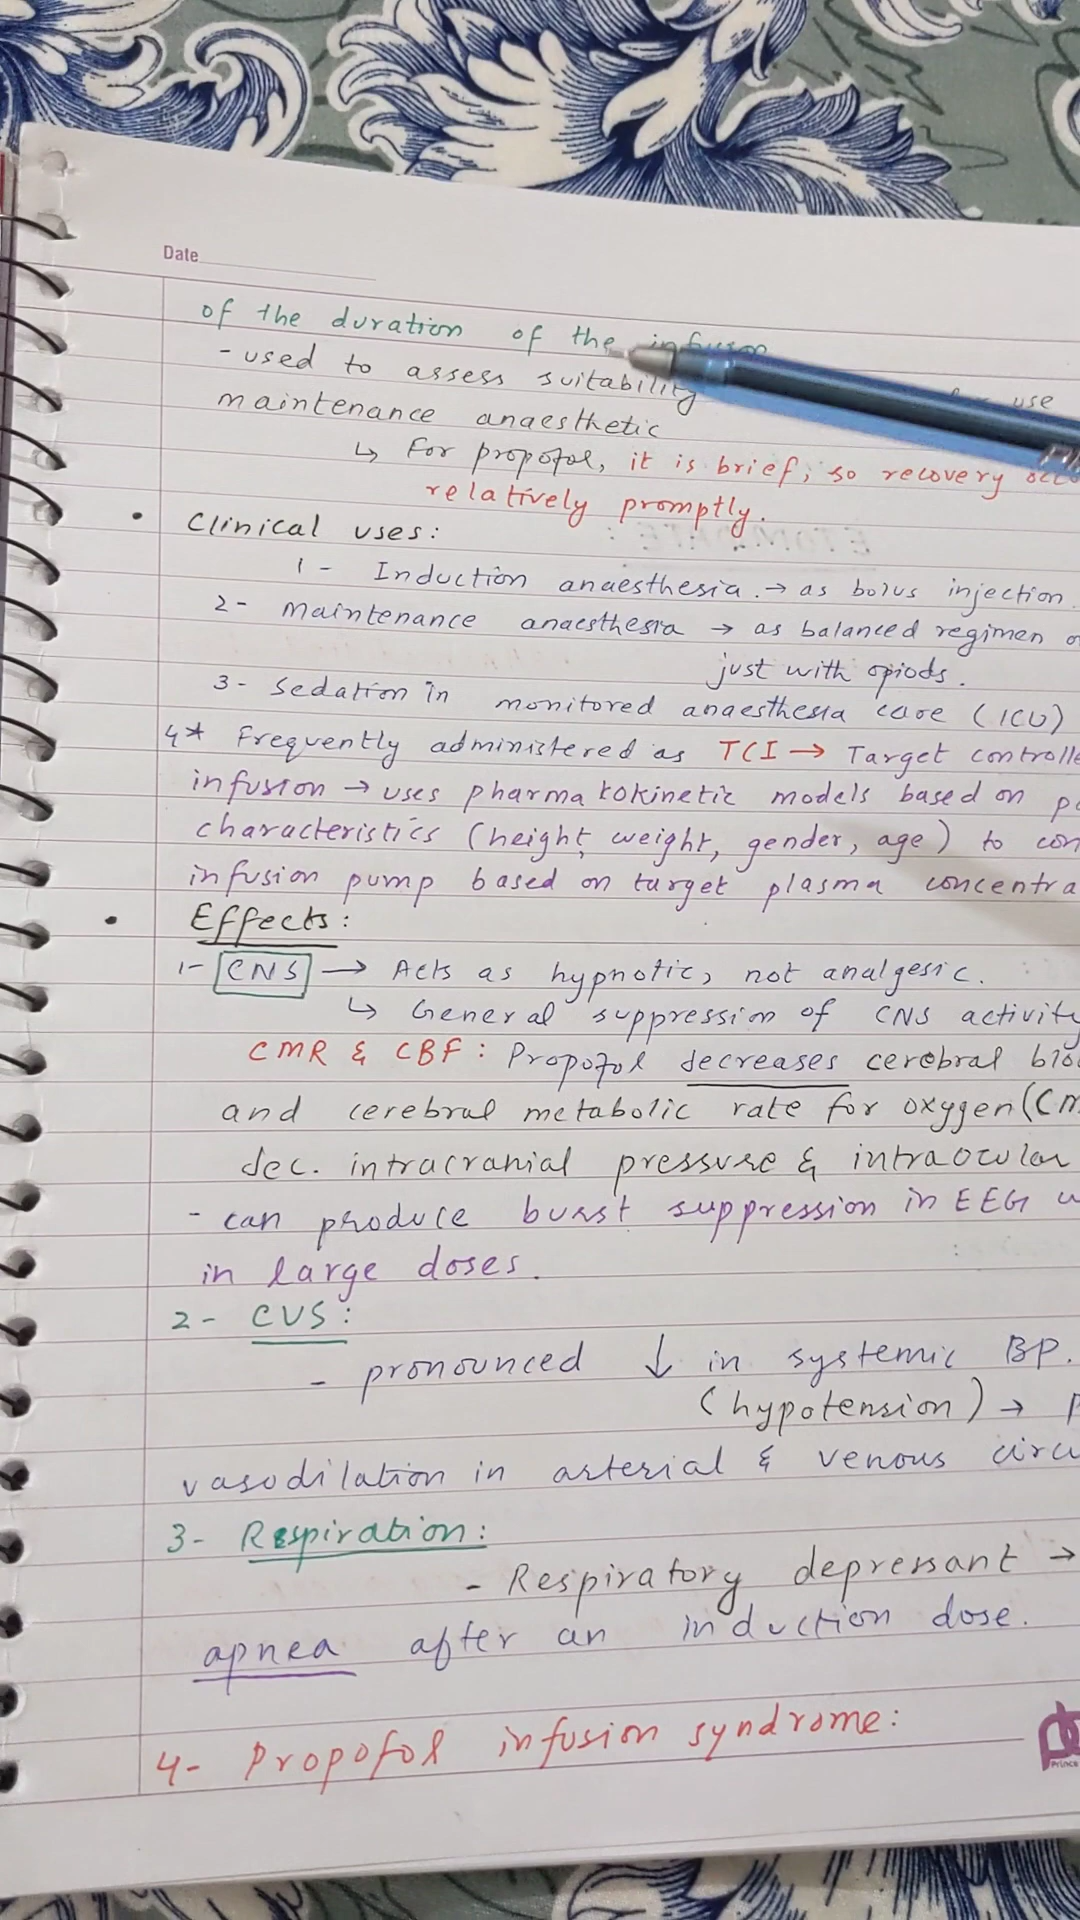 Date
of the duration of the infusion
- used to assess suitability use
maintenance anaesthetic
↳ For propofol, it is brief, so recovery
relatively promptly.
• Clinical uses:
1 - Induction anaesthesia. → as bolus injection.
2 - maintenance anaesthesia → as balanced regimen
just with opiods.
3 - Sedation in monitored anaesthesia care (ICU)
4* Frequently administered as TCI → Target
infusion → uses pharmakokinetic models based on
characteristics (height, weight, gender, age) to
infusion pump based on target plasma
• Effects:
1- CNS → Acts as hypnotic, not analgesic.
↳ General suppression of CNS activity
CMR & CBF: Propofol decreases cerebral
and cerebral metabolic rate for oxygen
dec. intracranial pressure & intraocular
- can produce burst suppression in EEG
in large doses.
2 - CVS:
- pronounced ↓ in systemic BP.
(hypotension) →
vasodilation in arterial & venous
3- Respiration:
- Respiratory depressant →
apnea after an induction dose.
4- Propofol infusion syndrome: